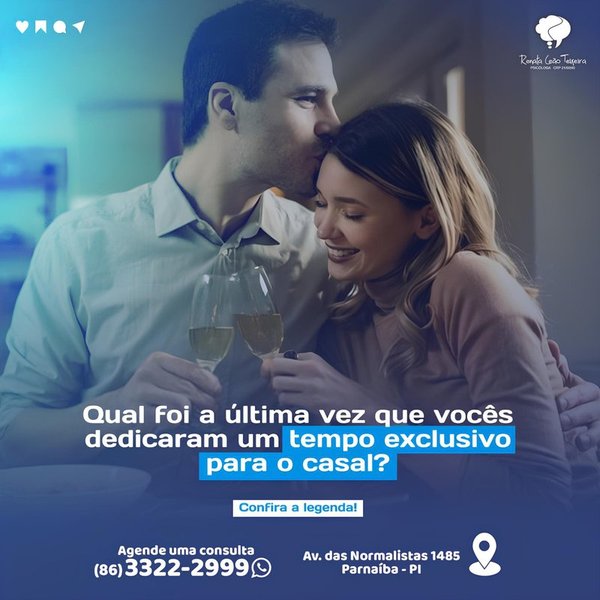 Renata Leão Teixeira
Qual foi a última vez que vocês
dedicaram um tempo exclusivo
para o casal?
Confira a legenda!
Agende uma consulta
(86) 3322-2999
Av. das Normalistas 1485
Parnaíba - PI